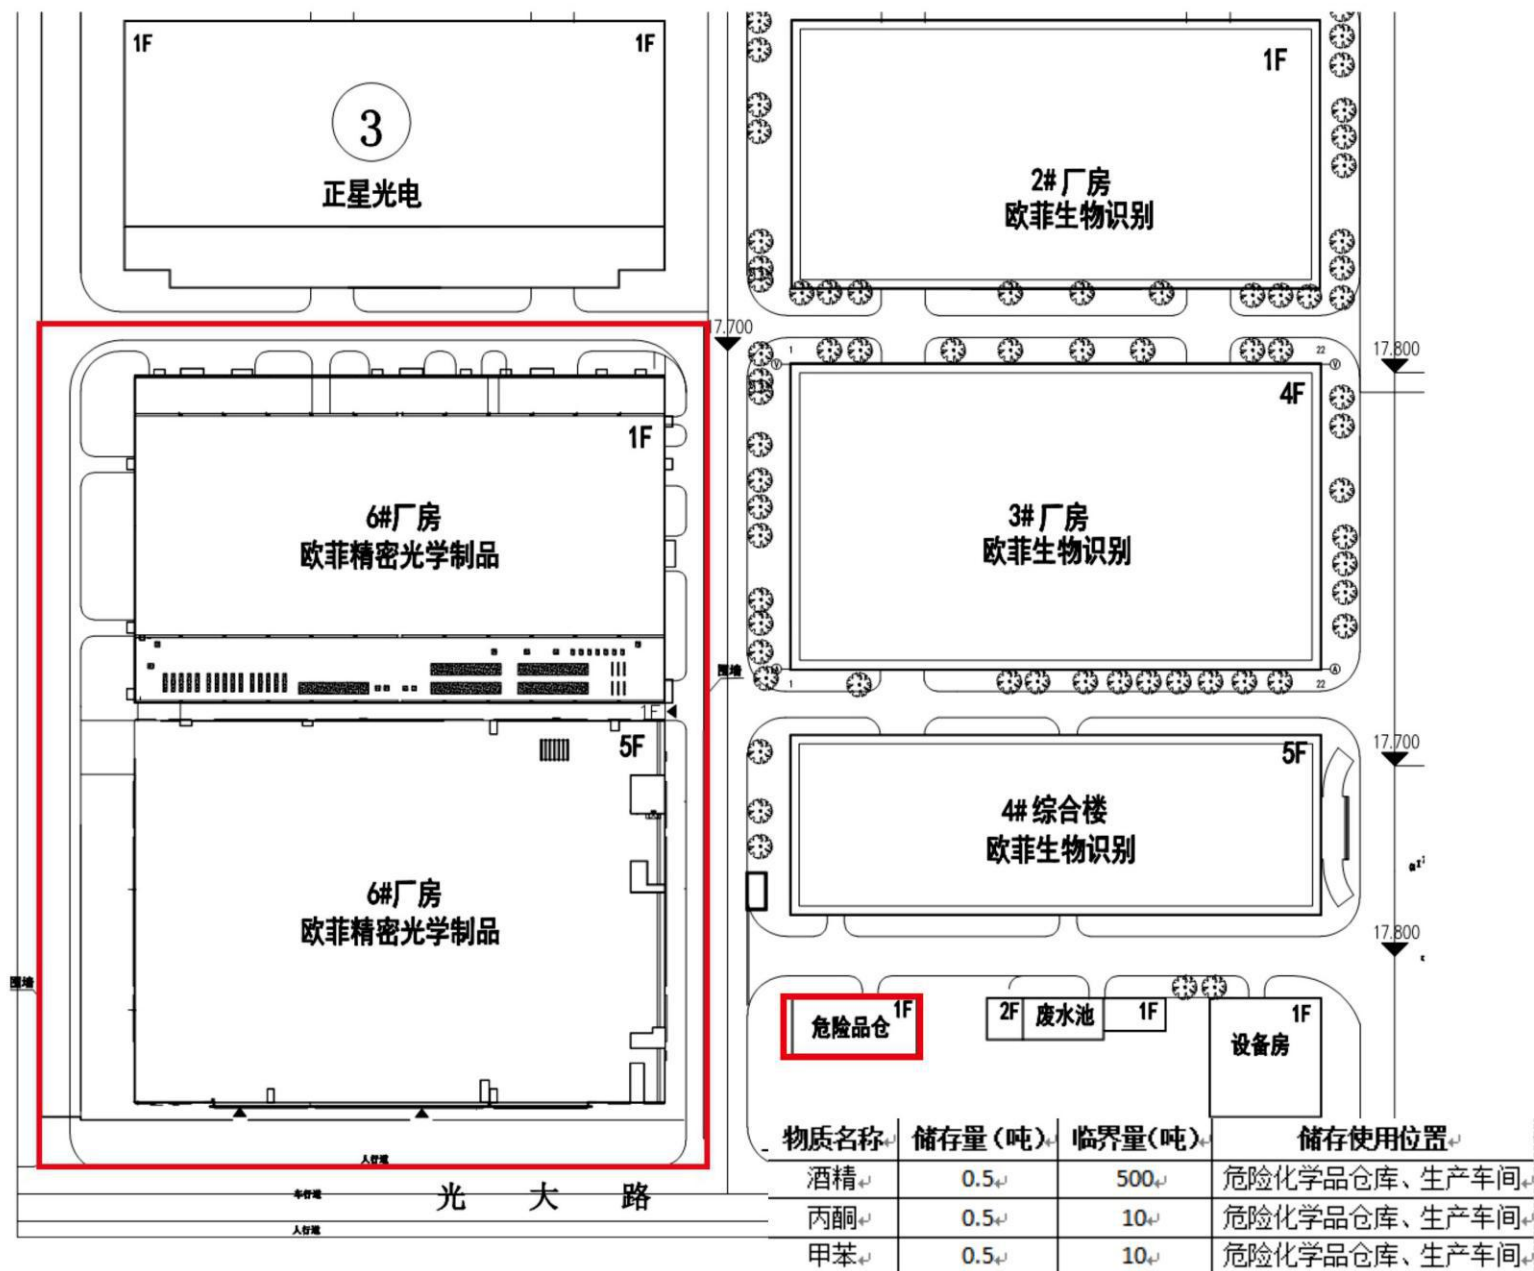 1F
1F
3
正星光电
1F
2#厂房
欧菲生物识别
17.700
1
22
17.800
V
V
4F
1F
6#厂房
欧菲精密光学制品
3#厂房
欧菲生物识别
围墙
A
1
22
1F
5F
17.700
5F
4#综合楼
欧菲生物识别
6#厂房
欧菲精密光学制品
17.800
围墙
危险品仓
1F
2F
废水池
1F
1F
设备房
人行道
车行道
光大路
人行道
物质名称 储存量(吨) 临界量(吨) 储存使用位置
酒精 0.5 500 危险化学品仓库、生产车间
丙酮 0.5 10 危险化学品仓库、生产车间
甲苯 0.5 10 危险化学品仓库、生产车间